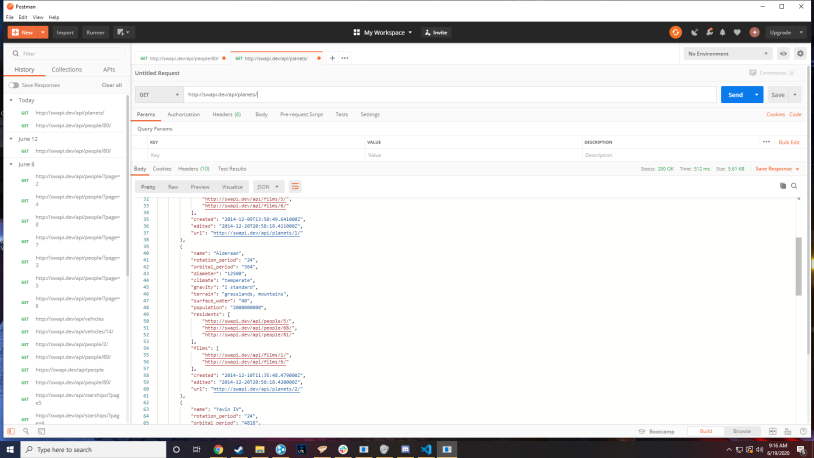 Postman
File Edit View Help
New Import Runner My Workspace Invite Upgrade
Filter
History Collections APIs
Save Responses Clear all
Today
GET http://swapi.dev/api/planets/
GET http://swapi.dev/api/people/80/
June 12
GET http://swapi.dev/api/people/80/
June 8
GET http://swapi.dev/api/people/?page=
2
GET http://swapi.dev/api/people/?page=
4
GET http://swapi.dev/api/people/?page=
GET http://swapi.dev/api/people/?page=
7
GET http://swapi.dev/api/people/?page=
3
GET http://swapi.dev/api/people/?page=
5
GET http://swapi.dev/api/people/?page=
6
GET http://swapi.dev/api/vehicles
GET http://swapi.dev/api/vehicles/14/
GET http://swapi.dev/api/people/2/
GET http://swapi.dev/api/people/80/
GET https://swapi.dev/api/people
GET http://swapi.dev/api/people/80/
GET http://swapi.dev/api/starships/?pag
e5
GET http://swapi.dev/api/starships/?pag
GET http://swapi.dev/api/people/80/ GET http://swapi.dev/api/planets/ + No Environment
Untitled Request Comments 0
GET http://swapi.dev/api/planets/ Send Save
Params Authorization Headers (6) Body Pre-request Script Tests Settings Cookies Code
Query Params
KEY VALUE DESCRIPTION Bulk Edit
Key Value Description
Body Cookies Headers (10) Test Results Status: 200 OK Time: 512 ms Size: 5.61 KB Save Response
Pretty Raw Preview Visualize JSON
32 "http://swapi.dev/api/films/5/",
33 "http://swapi.dev/api/films/6/"
34 ],
35 "created": "2014-12-09T13:50:49.641000Z",
36 "edited": "2014-12-20T20:58:18.411000Z",
37 "url": "http://swapi.dev/api/planets/1/"
38 },
39 {
40 "name": "Alderaan",
41 "rotation_period": "24",
42 "orbital_period": "364",
43 "diameter": "12500",
44 "climate": "temperate",
45 "gravity": "1 standard",
46 "terrain": "grasslands, mountains",
47 "surface_water": "40",
48 "population": "2000000000",
49 "residents": [
50 "http://swapi.dev/api/people/5/",
51 "http://swapi.dev/api/people/68/",
52 "http://swapi.dev/api/people/81/"
53 ],
54 "films": [
55 "http://swapi.dev/api/films/1/",
56 "http://swapi.dev/api/films/6/"
57 ],
58 "created": "2014-12-10T11:35:48.479000Z",
59 "edited": "2014-12-20T20:58:18.420000Z",
60 "url": "http://swapi.dev/api/planets/2/"
61 },
62 {
63 "name": "Yavin IV",
64 "rotation_period": "24",
65 "orbital_period": "4818",
Bootcamp Build Browse
Type here to search
9:16 AM
6/19/2020